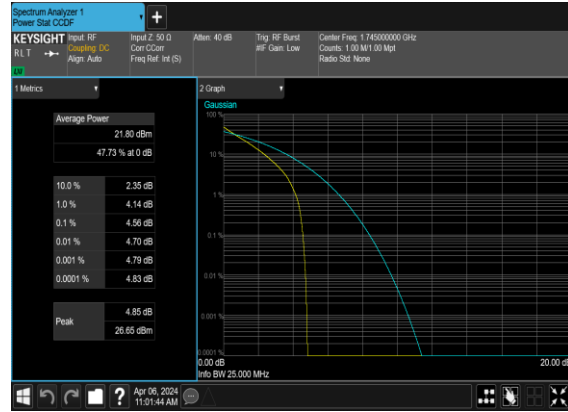 Spectrum Analyzer 1
Power Stat CCDF
KEYSIGHT
Input: RF
Input Z: 50 Ω
Atten: 40 dB
Trig: RF Burst
Center Freq: 1.745000000 GHz
RLT
Coupling: DC
Corr CCorr
#IF Gain: Low
Counts: 1.00 M/1.00 Mpt
Align: Auto
Freq Ref: Int (S)
Radio Std: None
1 Metrics
2 Graph
Gaussian
Average Power
21.80 dBm
47.73 % at 0 dB
10.0 % 2.35 dB
1.0 % 4.14 dB
0.1 % 4.56 dB
0.01 % 4.70 dB
0.001 % 4.79 dB
0.0001 % 4.83 dB
Peak
4.85 dB
26.65 dBm
100 %
10 %
1 %
0.1 %
0.01 %
0.001 %
0.0001 %
0.00 dB
20.00 dB
Info BW 25.000 MHz
?
Apr 06, 2024
11:01:44 AM